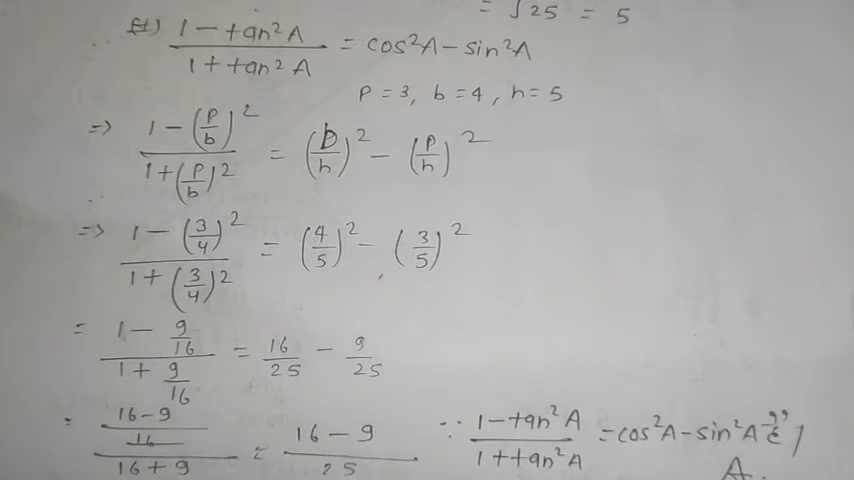 = √25 = 5
1 - tan²A / 1 + tan²A = cos²A - sin²A
P = 3, b = 4, h = 5
=> 1 - (P/b)² / 1 + (P/b)² = (b/h)² - (P/h)²
=> 1 - (3/4)² / 1 + (3/4)² = (4/5)² - (3/5)²
= 1 - 9/16 / 1 + 9/16 = 16/25 - 9/25
= 16-9/16 / 16+9 = 16-9 / 25 ∵ 1 - tan²A / 1 + tan²A = cos²A - sin²A
A.